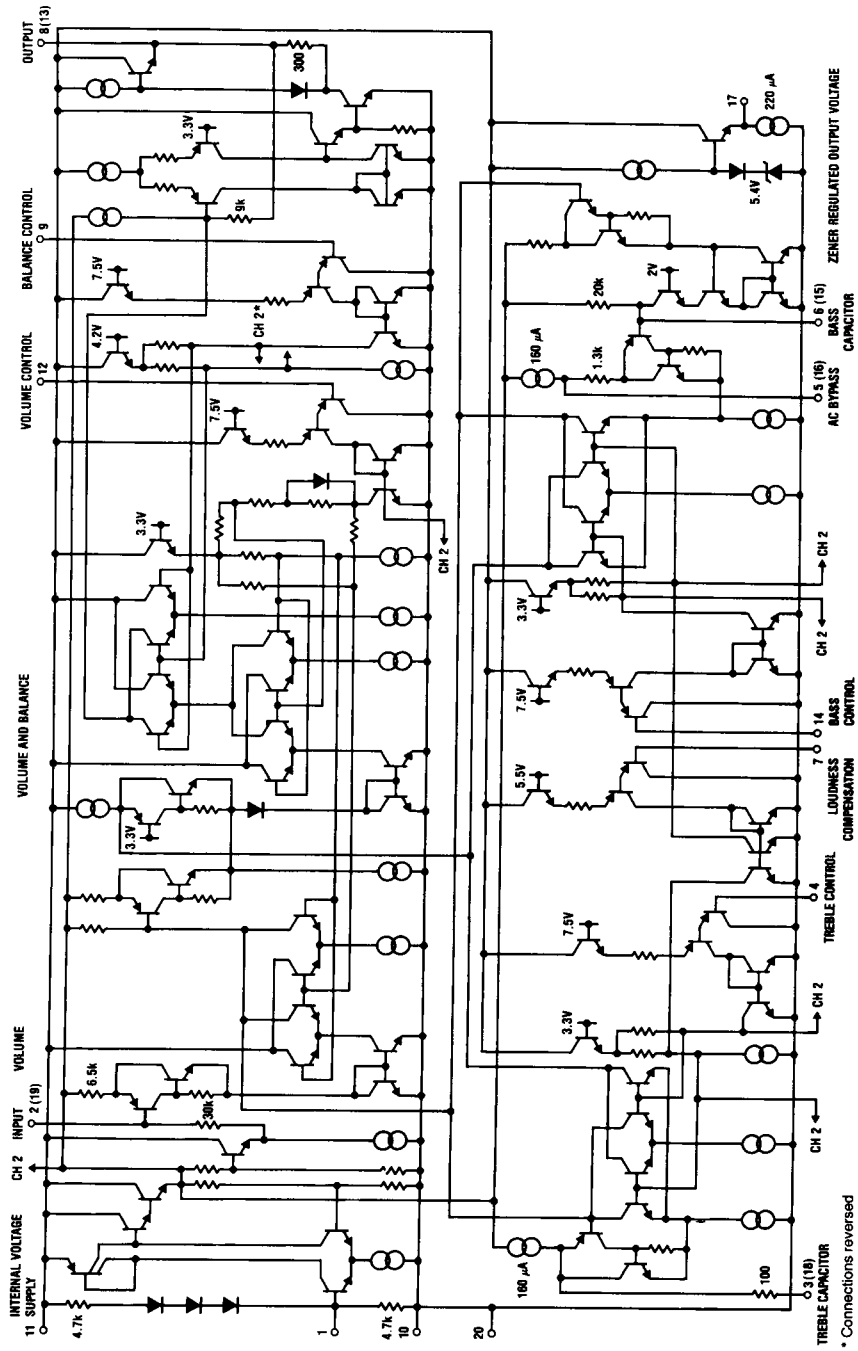 INTERNAL VOLTAGE
SUPPLY
CH 2
INPUT
2 (19)
VOLUME
VOLUME AND BALANCE
VOLUME CONTROL
12
BALANCE CONTROL
9
OUTPUT
8 (13)
11
4.7k
1
4.7k
10
6.5k
30k
3.3V
3.3V
7.5V
CH 2
4.2V
CH 2*
7.5V
9k
3.3V
300
20
160 µA
100
3 (18)
TREBLE CAPACITOR
CH 2
3.3V
CH 2
7.5V
4
TREBLE CONTROL
5.5V
LOUDNESS
COMPENSATION
7
14
BASS
CONTROL
7.5V
3.3V
CH 2
CH 2
160 µA
1.3k
5 (16)
AC BYPASS
20k
2V
6 (15)
BASS
CAPACITOR
5.4V
17
220 µA
ZENER REGULATED OUTPUT VOLTAGE
* Connections reversed